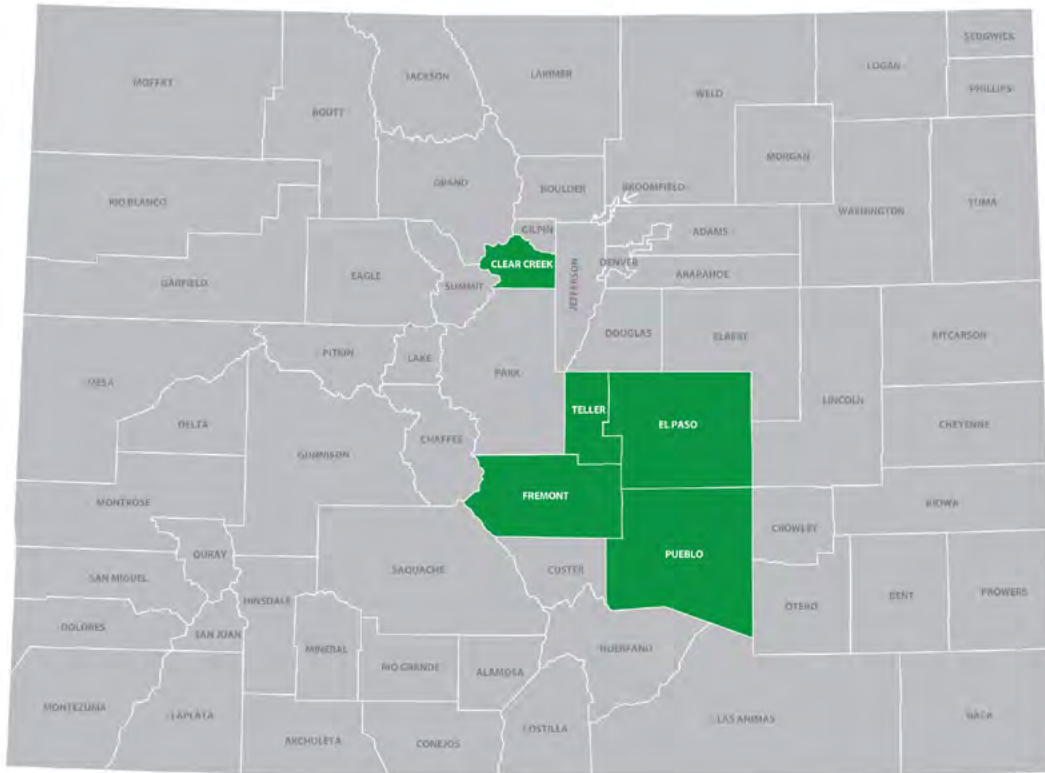 SEDGWICK
LOGAN
JACKSON
LARIMER
MOFFAT
PHILLIPS
WELD
ROUTT
MORGAN
GRAND
BOULDER
BROOMFIELD
RIO BLANCO
YUMA
WASHINGTON
GILPIN
ADAMS
CLEAR CREEK
DENVER
EAGLE
ARAPAHOE
GARFIELD
SUMMIT
JEFFERSON
DOUGLAS
ELBERT
KIT CARSON
PITKIN
LAKE
PARK
MESA
LINCOLN
TELLER
DELTA
EL PASO
CHEYENNE
CHAFFEE
GUNNISON
FREMONT
MONTROSE
KIOWA
CROWLEY
OURAY
PUEBLO
SAQUACHE
CUSTER
SAN MIGUEL
BENT
PROWERS
HINSDALE
OTERO
DOLORES
SAN JUAN
MINERAL
HUERFANO
RIO GRANDE
ALAMOSA
MONTEZUMA
LA PLATA
LAS ANIMAS
BACA
COSTILLA
ARCHULETA
CONEJOS